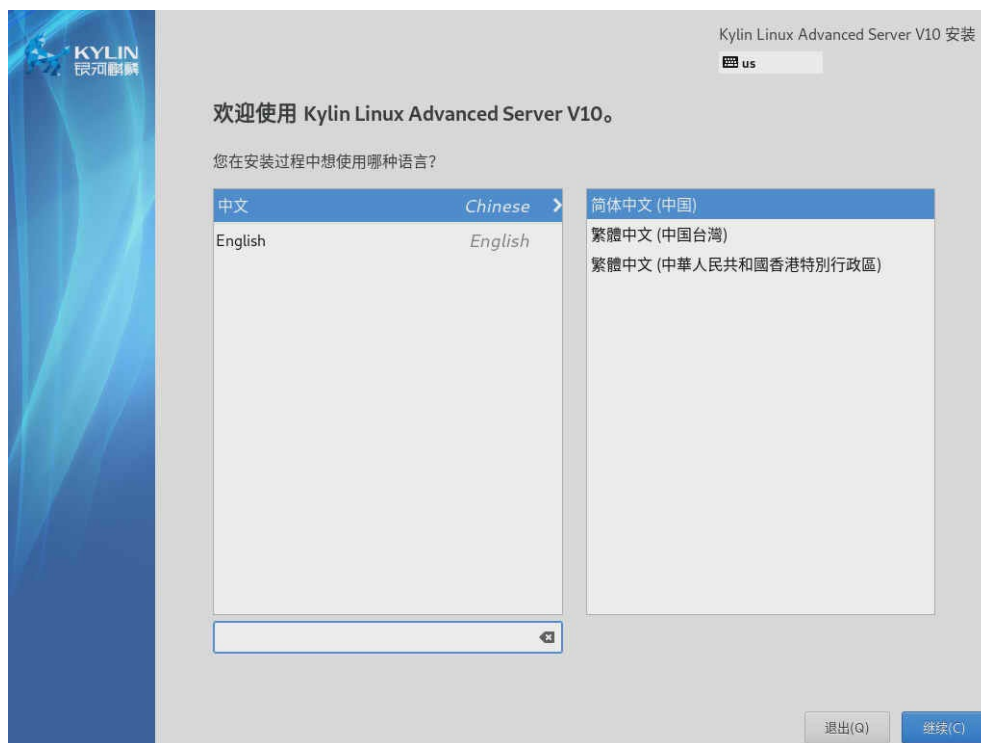 KYLIN
银河麒麟
Kylin Linux Advanced Server V10 安装
us
欢迎使用 Kylin Linux Advanced Server V10。
您在安装过程中想使用哪种语言?
中文 Chinese
English English
简体中文 (中国)
繁體中文 (中国台灣)
繁體中文 (中華人民共和國香港特別行政區)
退出(Q)
继续(C)